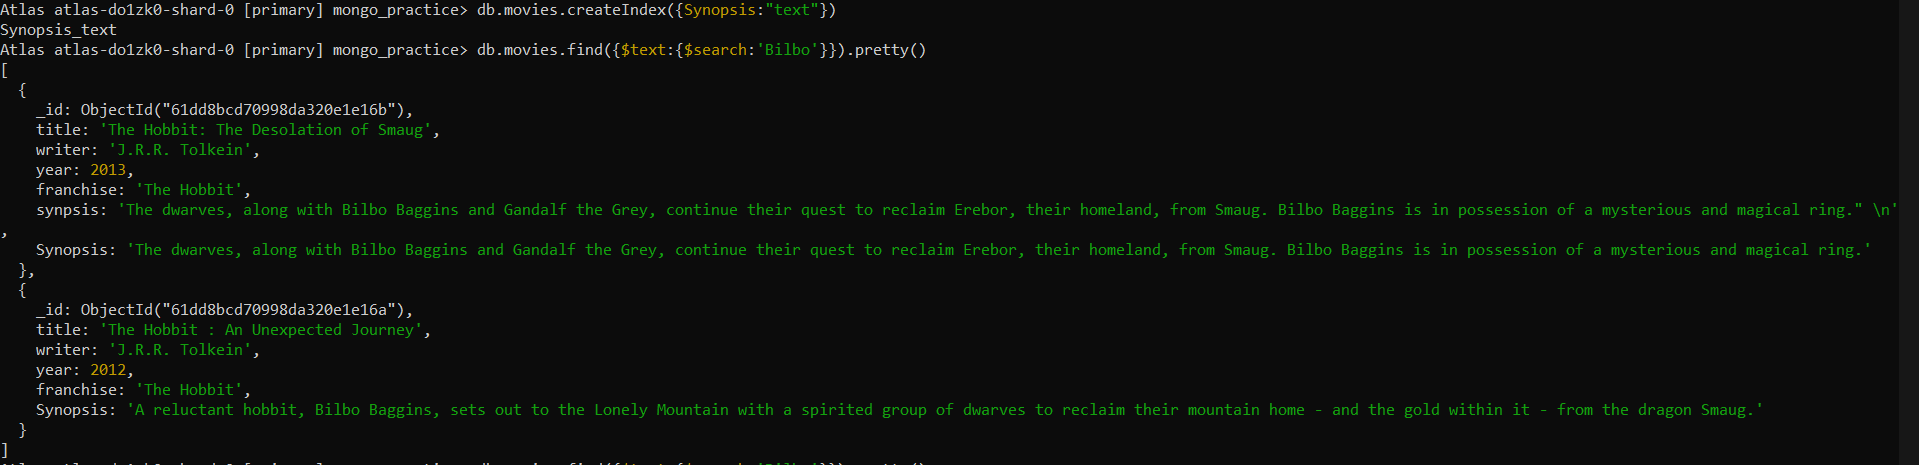 Atlas atlas-do1zk0-shard-0 [primary] mongo_practice> db.movies.createIndex({Synopsis:"text"})
Synopsis_text
Atlas atlas-do1zk0-shard-0 [primary] mongo_practice> db.movies.find({$text:{$search:'Bilbo'}}).pretty()
[
  {
    _id: ObjectId("61dd8bcd70998da320e1e16b"),
    title: 'The Hobbit: The Desolation of Smaug',
    writer: 'J.R.R. Tolkein',
    year: 2013,
    franchise: 'The Hobbit',
    synpsis: 'The dwarves, along with Bilbo Baggins and Gandalf the Grey, continue their quest to reclaim Erebor, their homeland, from Smaug. Bilbo Baggins is in possession of a mysterious and magical ring." \n'
,
    Synopsis: 'The dwarves, along with Bilbo Baggins and Gandalf the Grey, continue their quest to reclaim Erebor, their homeland, from Smaug. Bilbo Baggins is in possession of a mysterious and magical ring.'
  },
  {
    _id: ObjectId("61dd8bcd70998da320e1e16a"),
    title: 'The Hobbit : An Unexpected Journey',
    writer: 'J.R.R. Tolkein',
    year: 2012,
    franchise: 'The Hobbit',
    Synopsis: 'A reluctant hobbit, Bilbo Baggins, sets out to the Lonely Mountain with a spirited group of dwarves to reclaim their mountain home - and the gold within it - from the dragon Smaug.'
  }
]